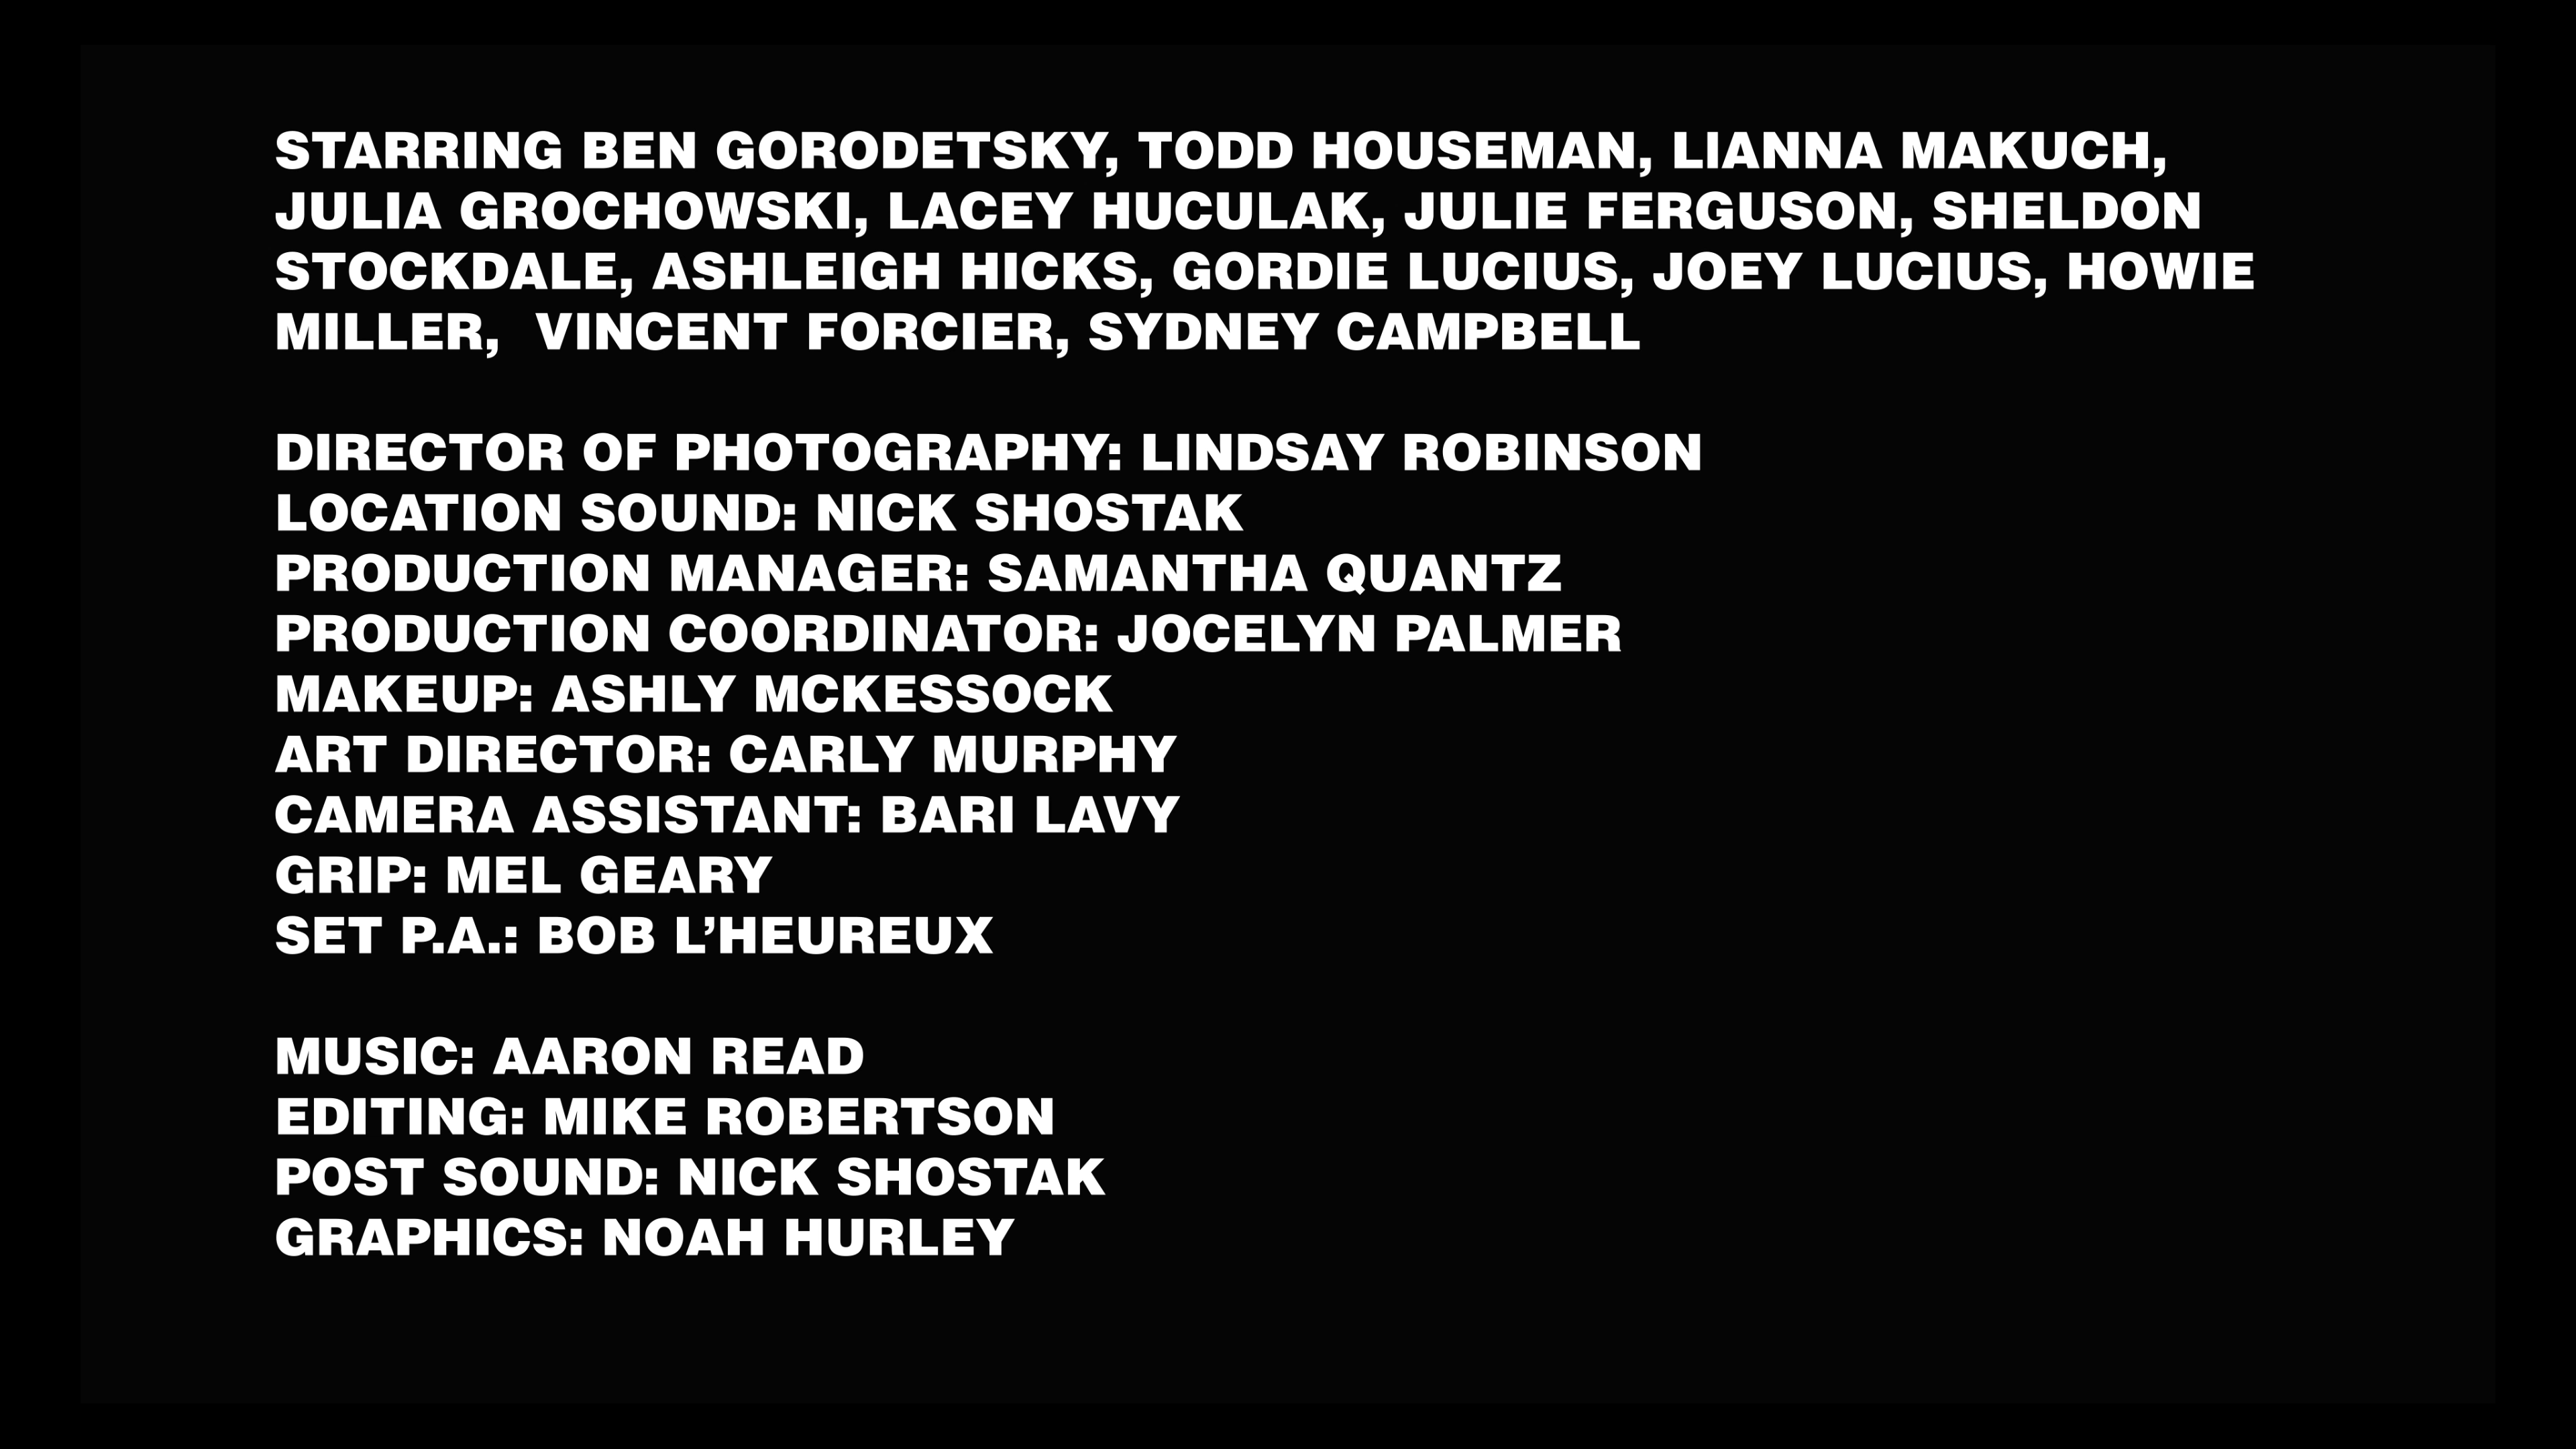 STARRING BEN GORODETSKY, TODD HOUSEMAN, LIANNA MAKUCH,
JULIA GROCHOWSKI, LACEY HUCULAK, JULIE FERGUSON, SHELDON
STOCKDALE, ASHLEIGH HICKS, GORDIE LUCIUS, JOEY LUCIUS, HOWIE
MILLER,  VINCENT FORCIER, SYDNEY CAMPBELL
DIRECTOR OF PHOTOGRAPHY: LINDSAY ROBINSON
LOCATION SOUND: NICK SHOSTAK
PRODUCTION MANAGER: SAMANTHA QUANTZ
PRODUCTION COORDINATOR: JOCELYN PALMER
MAKEUP: ASHLY MCKESSOCK
ART DIRECTOR: CARLY MURPHY
CAMERA ASSISTANT: BARI LAVY
GRIP: MEL GEARY
SET P.A.: BOB L’HEUREUX
MUSIC: AARON READ
EDITING: MIKE ROBERTSON
POST SOUND: NICK SHOSTAK
GRAPHICS: NOAH HURLEY